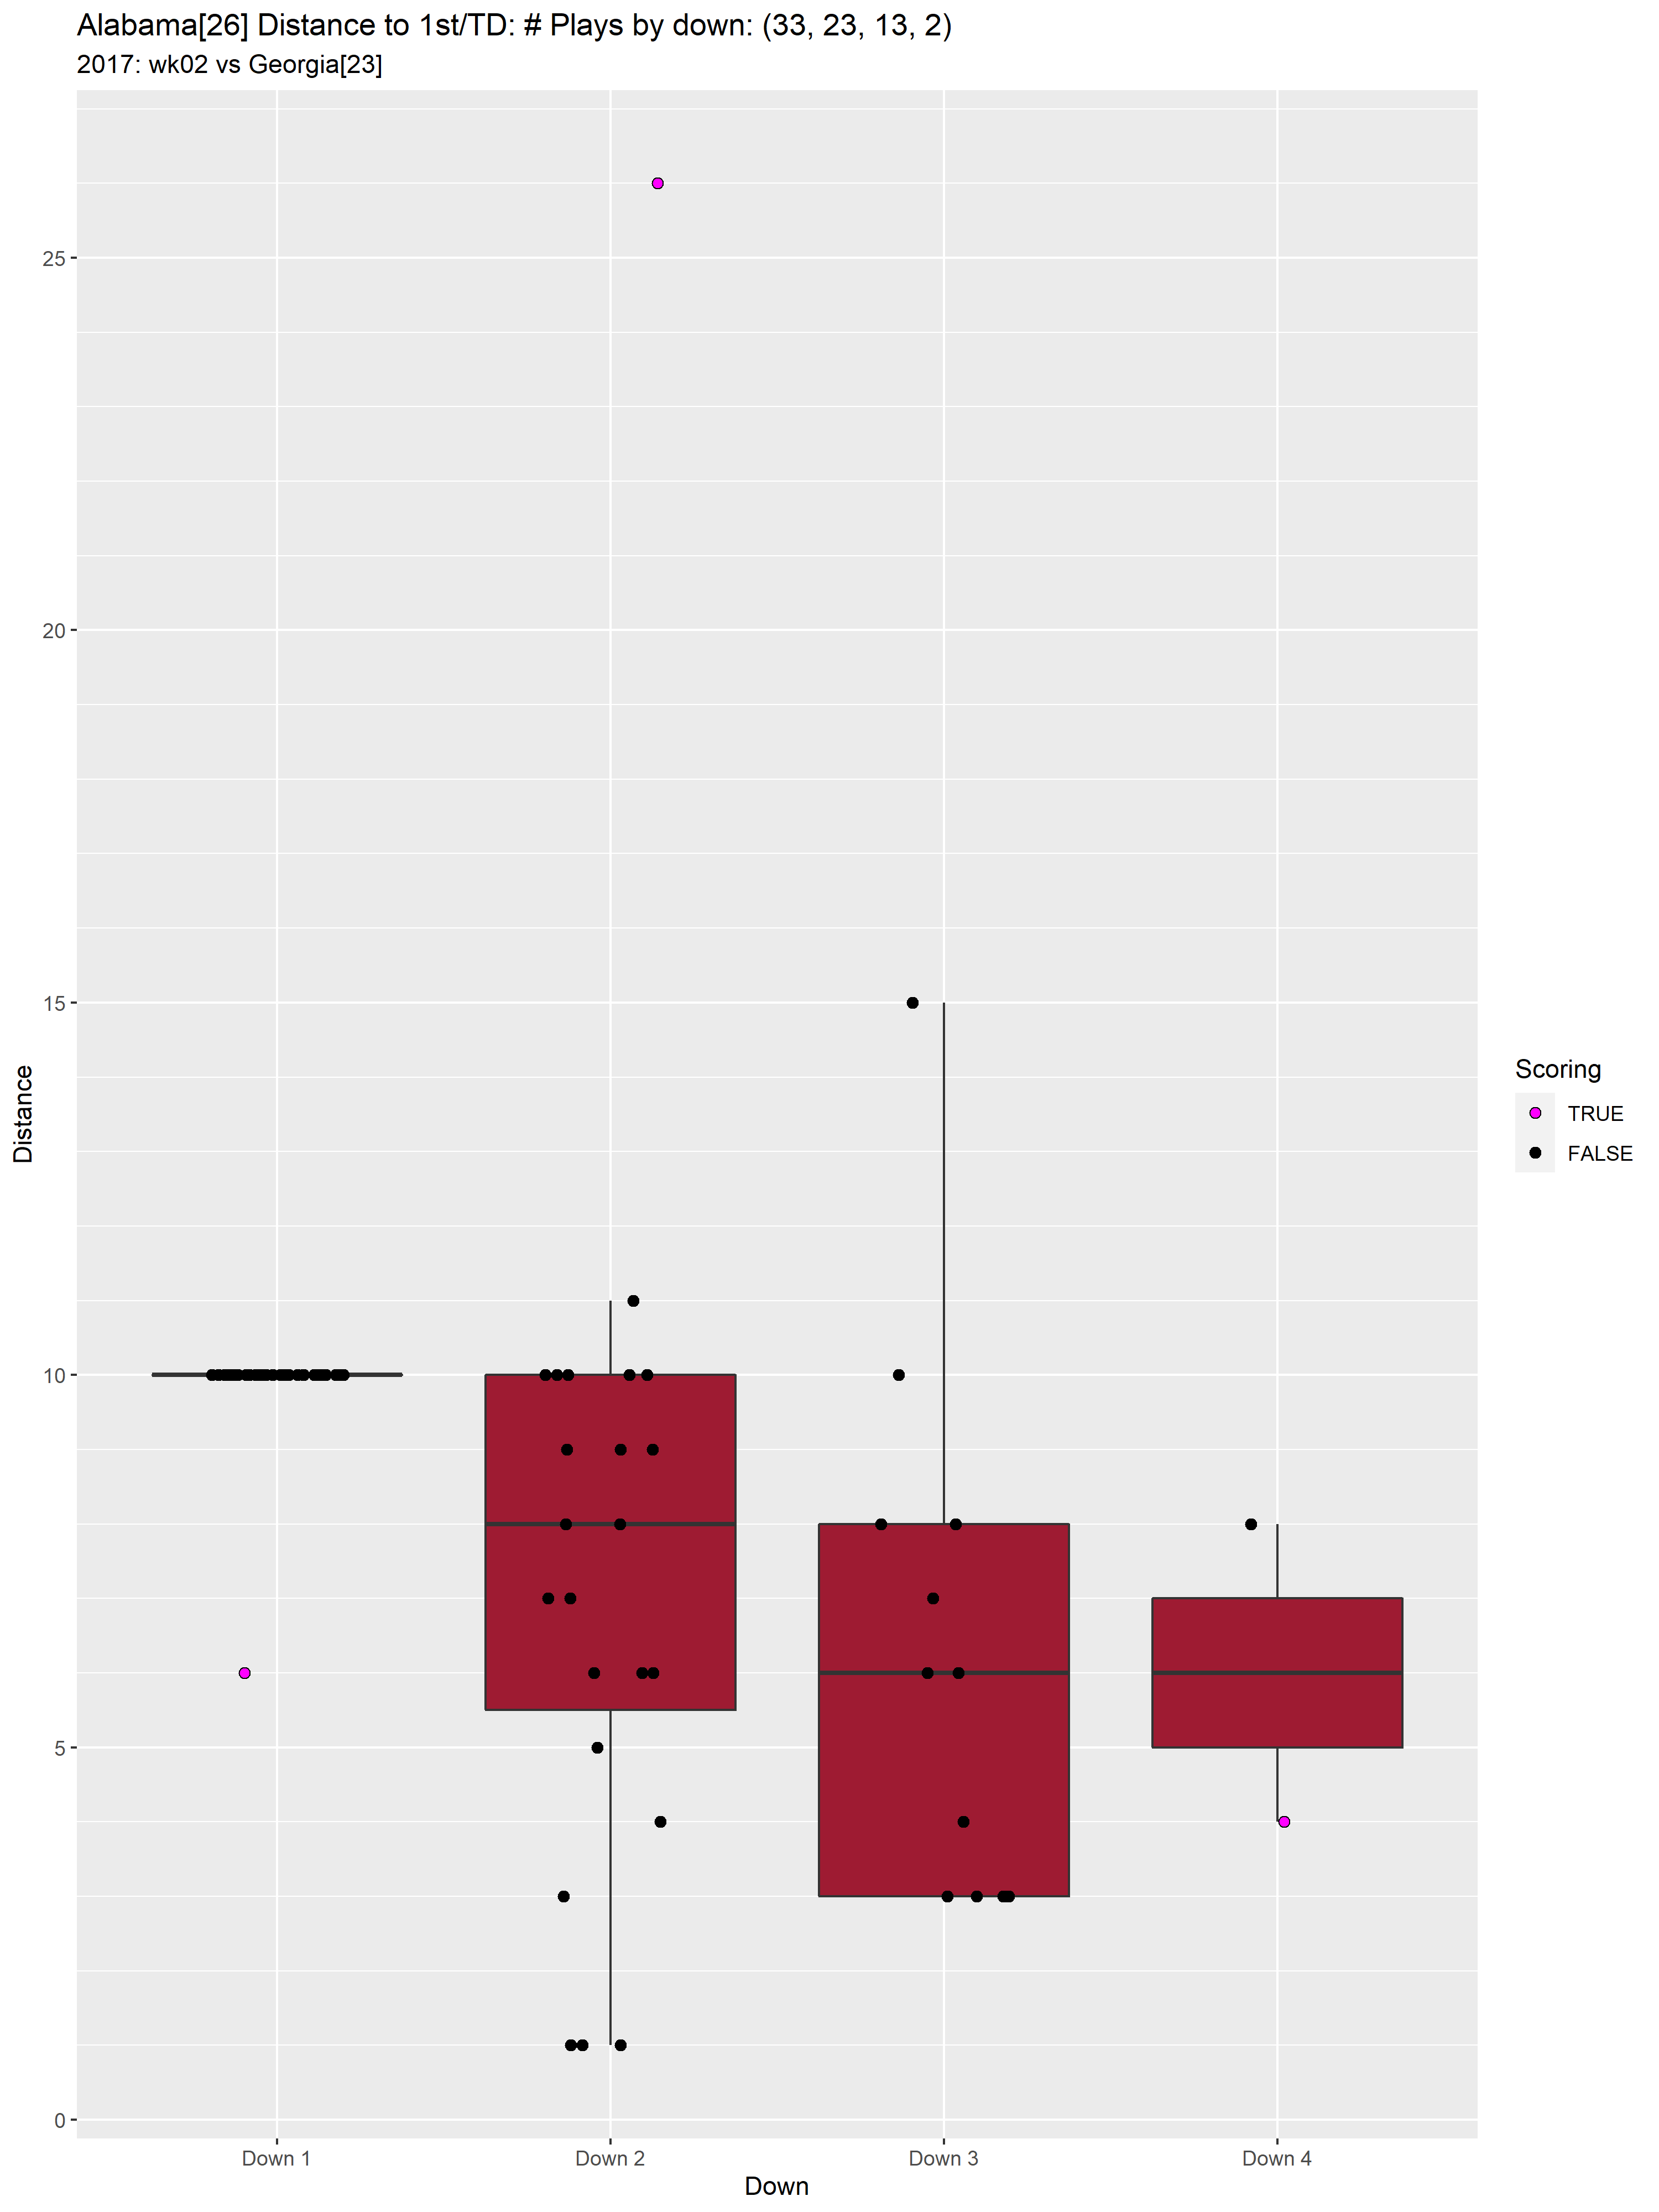 Alabama[26] Distance to 1st/TD: # Plays by down: (33, 23, 13, 2)
2017: wk02 vs Georgia[23]
25
20
15
10
5
0
Distance
Down 1
Down 2
Down 3
Down 4
Down
Scoring
TRUE
FALSE